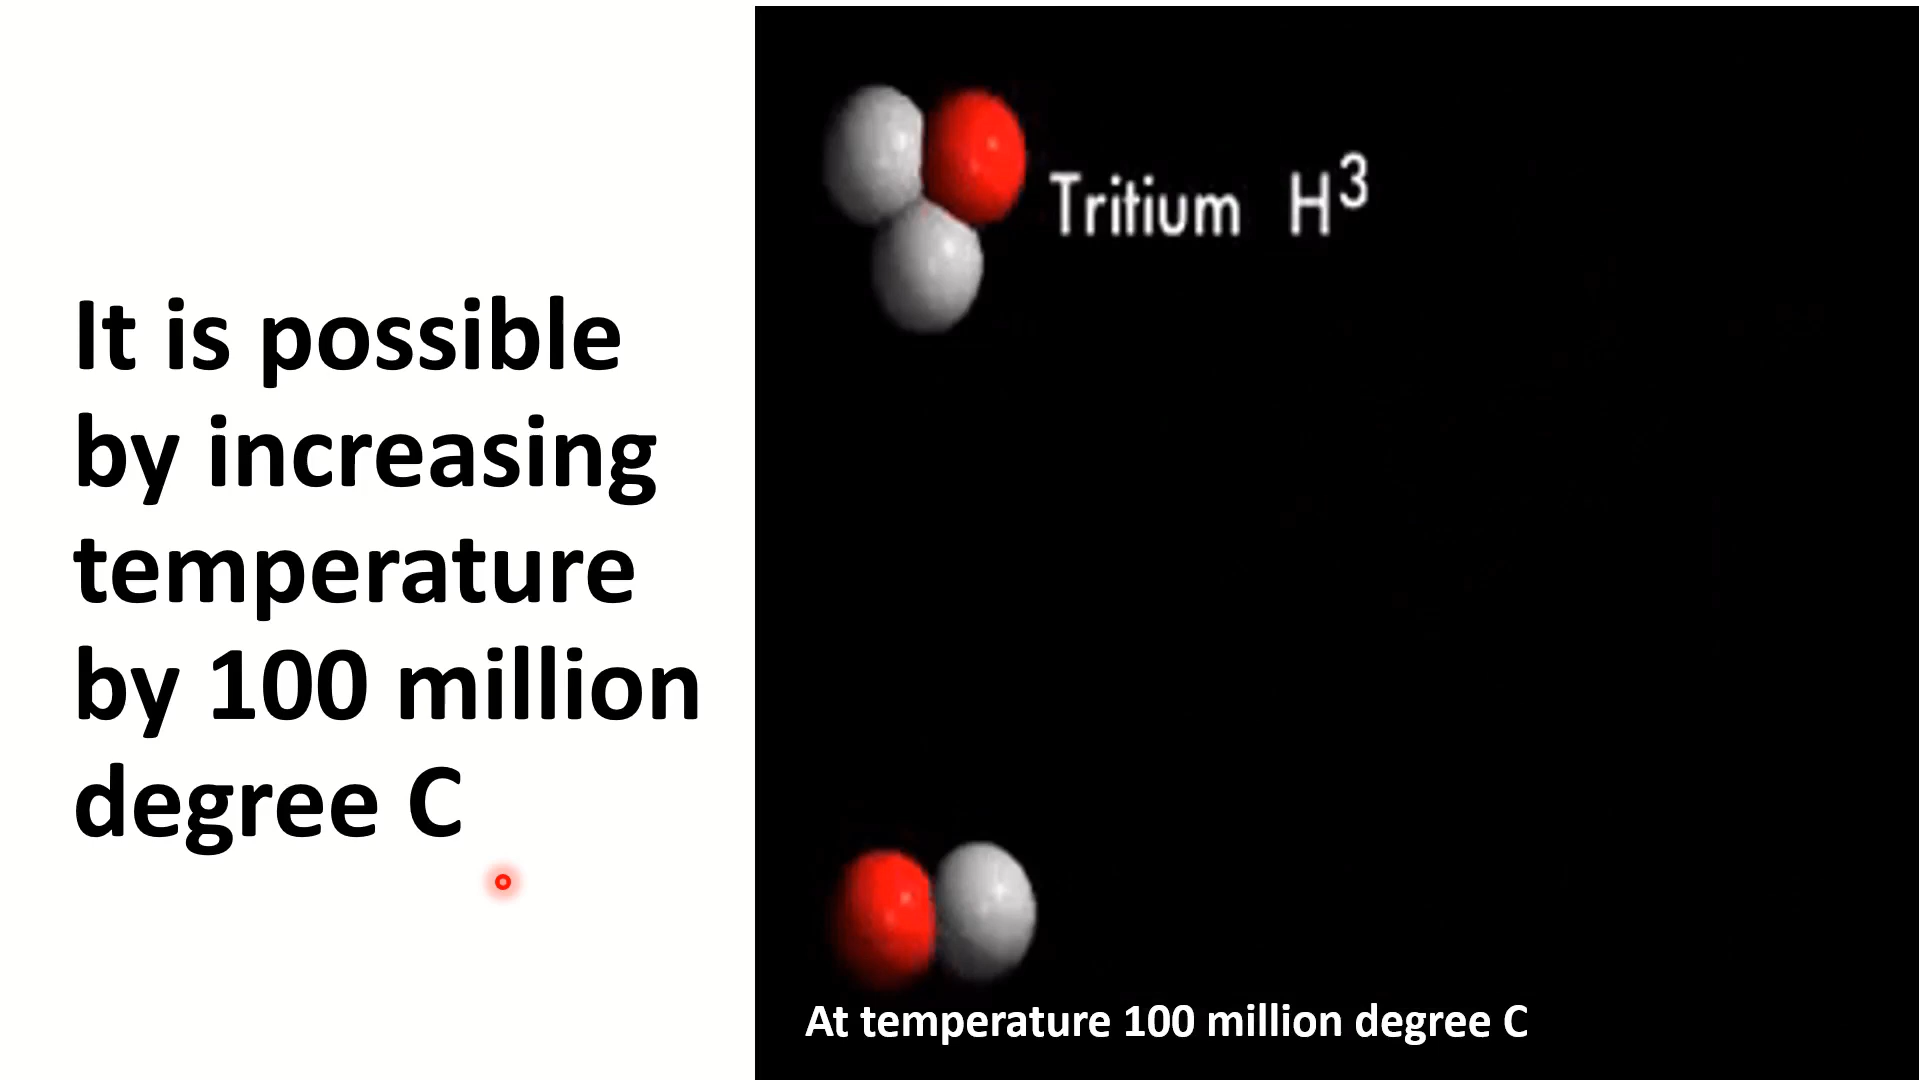 It is possible
by increasing
temperature
by 100 million
degree C
Tritium H³
At temperature 100 million degree C